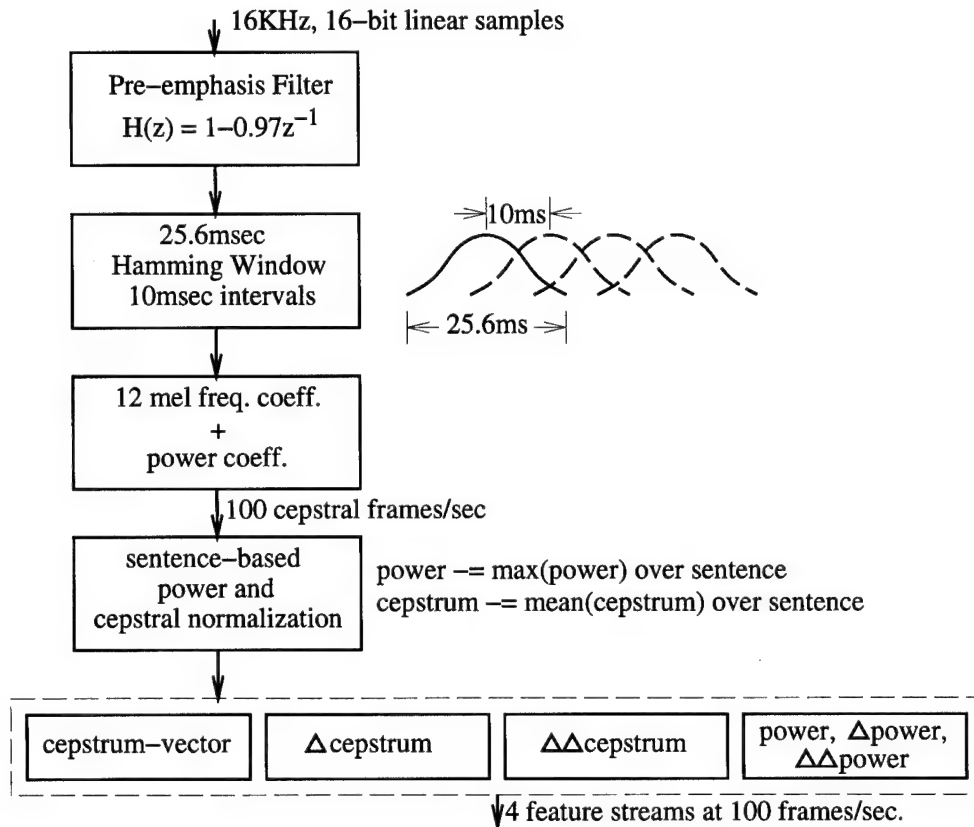 16KHz, 16-bit linear samples
Pre-emphasis Filter
H(z) = 1-0.97z⁻¹
25.6msec
Hamming Window
10msec intervals
10ms
25.6ms
12 mel freq. coeff.
+
power coeff.
100 cepstral frames/sec
sentence-based
power and
cepstral normalization
power -= max(power) over sentence
cepstrum -= mean(cepstrum) over sentence
cepstrum-vector
Δcepstrum
ΔΔcepstrum
power, Δpower,
ΔΔpower
4 feature streams at 100 frames/sec.